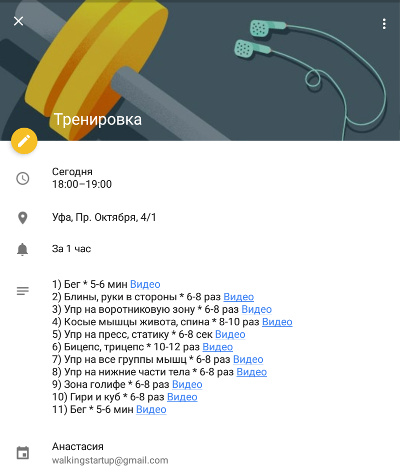 Тренировка
Сегодня
18:00–19:00
Уфа, Пр. Октября, 4/1
За 1 час
1) Бег * 5-6 мин Видео
2) Блины, руки в стороны * 6-8 раз Видео
3) Упр на воротниковую зону * 6-8 раз Видео
4) Косые мышцы живота, спина * 8-10 раз Видео
5) Упр на пресс, статику * 6-8 сек Видео
6) Бицепс, трицепс * 10-12 раз Видео
7) Упр на все группы мышц * 6-8 раз Видео
8) Упр на нижние части тела * 6-8 раз Видео
9) Зона голифе * 6-8 раз Видео
10) Гири и куб * 6-8 раз Видео
11) Бег * 5-6 мин Видео
Анастасия
walkingstartup@gmail.com